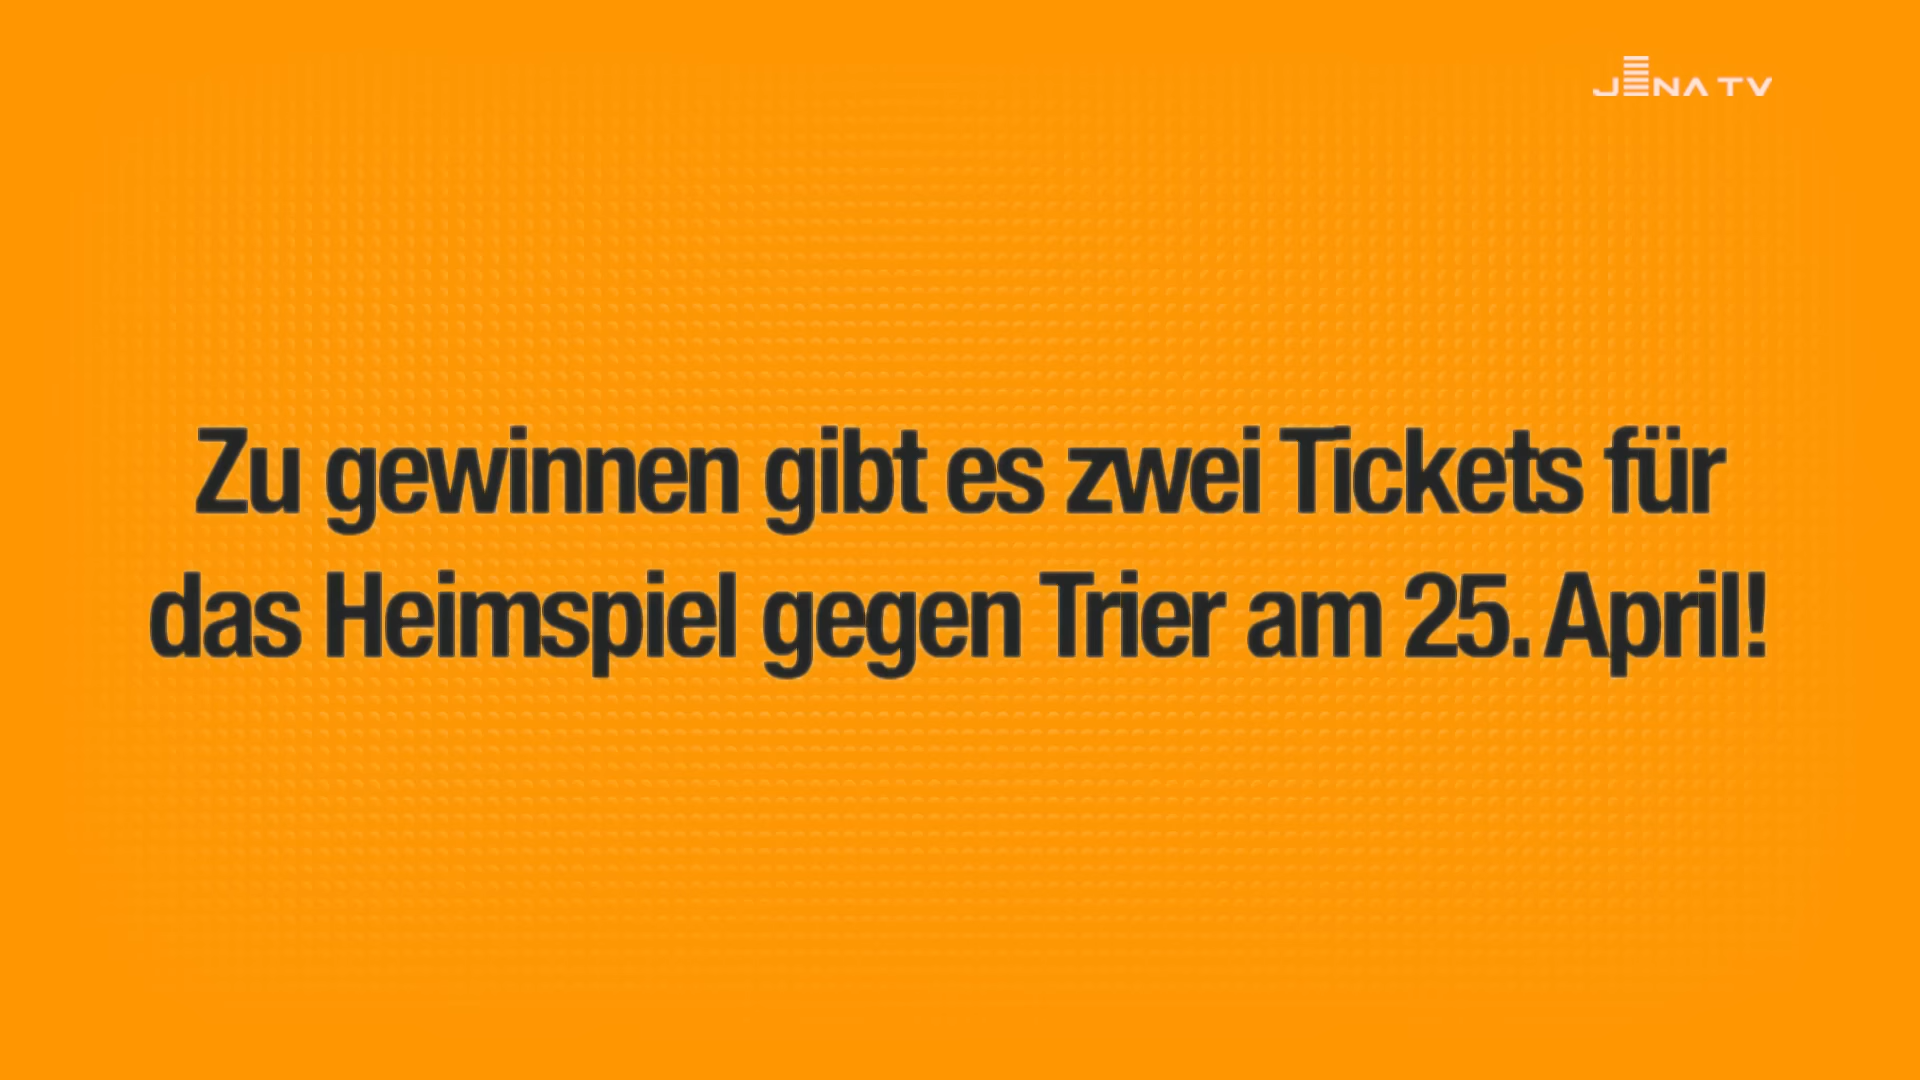 JENA TV
Zu gewinnen gibt es zwei Tickets für
das Heimspiel gegen Trier am 25. April!